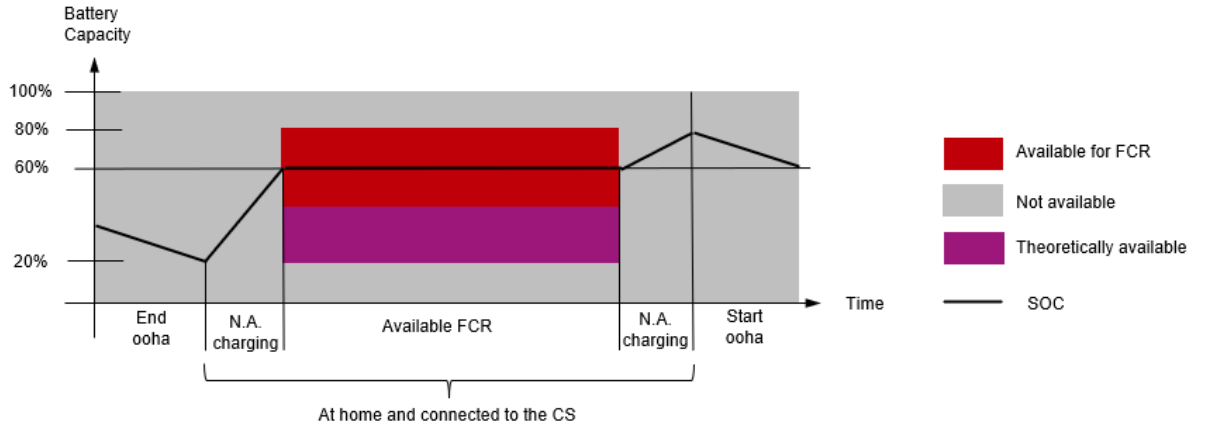 Battery
Capacity
100%
80%
60%
20%
Available for FCR
Not available
Theoretically available
SOC
Time
End
ooha
N.A.
charging
Available FCR
N.A.
charging
Start
ooha
At home and connected to the CS